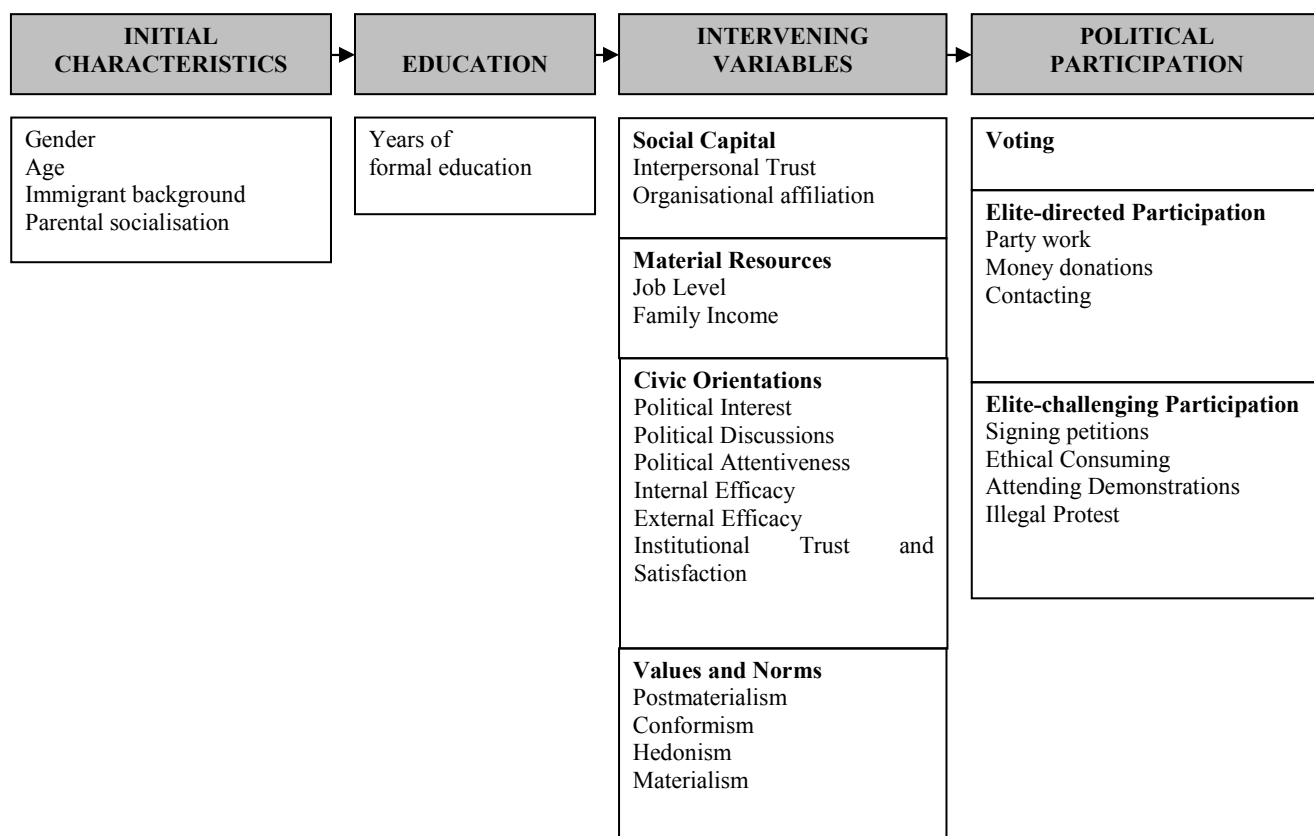 INITIAL
CHARACTERISTICS
EDUCATION
INTERVENING
VARIABLES
POLITICAL
PARTICIPATION
Gender
Age
Immigrant background
Parental socialisation
Years of
formal education
Social Capital
Interpersonal Trust
Organisational affiliation
Material Resources
Job Level
Family Income
Civic Orientations
Political Interest
Political Discussions
Political Attentiveness
Internal Efficacy
External Efficacy
Institutional Trust and
Satisfaction
Values and Norms
Postmaterialism
Conformism
Hedonism
Materialism
Voting
Elite-directed Participation
Party work
Money donations
Contacting
Elite-challenging Participation
Signing petitions
Ethical Consuming
Attending Demonstrations
Illegal Protest